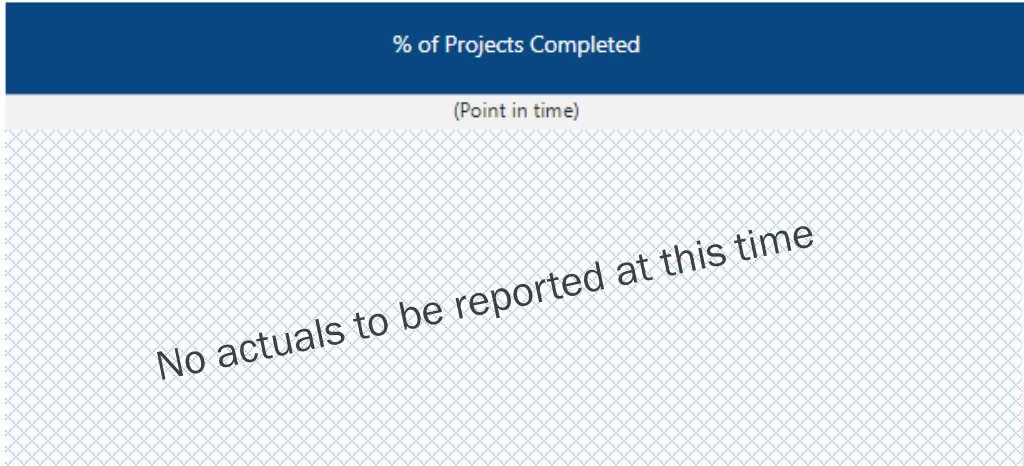 % of Projects Completed
(Point in time)
No actuals to be reported at this time